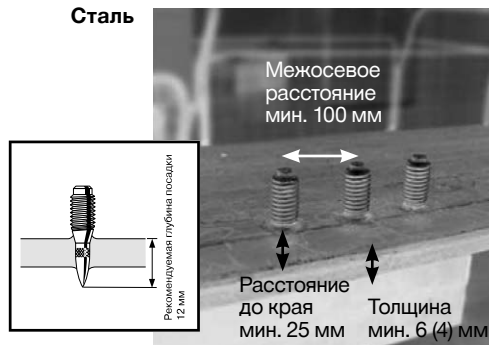 Сталь
Межосевое
расстояние
мин. 100 мм
Рекомендуемая глубина посадки
12 мм
Расстояние
до края
мин. 25 мм
Толщина
мин. 6 (4) мм